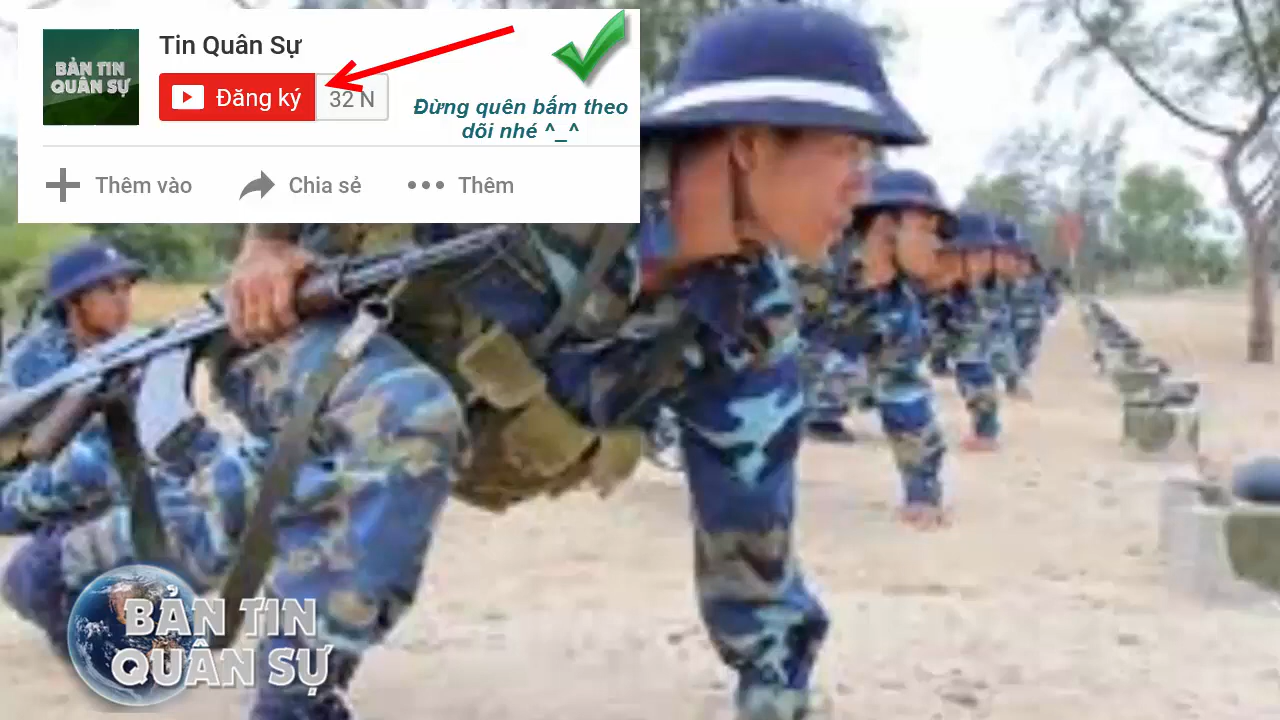 BẢN TIN
QUÂN SỰ
Tin Quân Sự
Đăng ký
32 N
Đừng quên bấm theo
dõi nhé ^_^
Thêm vào
Chia sẻ
Thêm
BẢN TIN
QUÂN SỰ